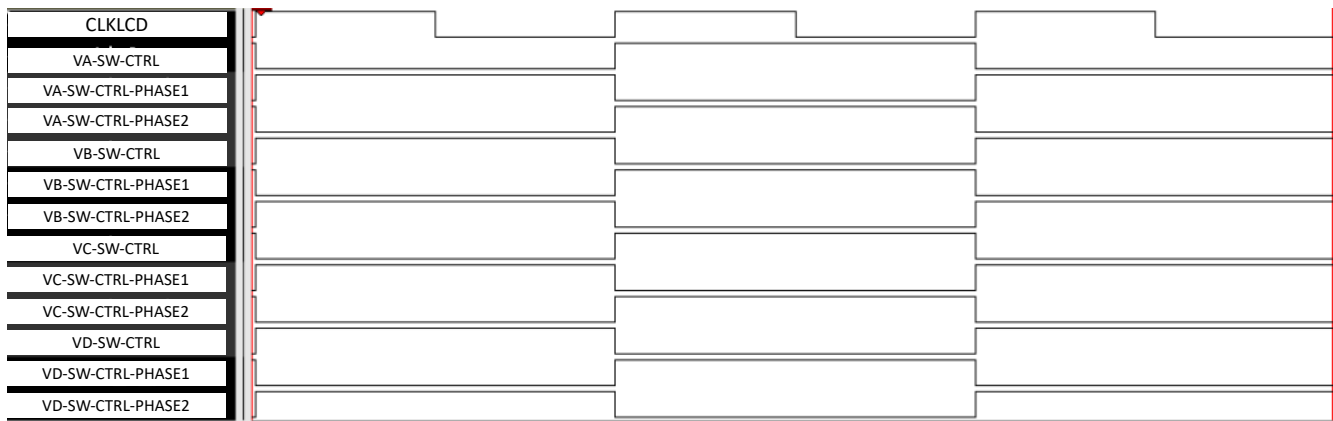 CLKLCD
VA-SW-CTRL
VA-SW-CTRL-PHASE1
VA-SW-CTRL-PHASE2
VB-SW-CTRL
VB-SW-CTRL-PHASE1
VB-SW-CTRL-PHASE2
VC-SW-CTRL
VC-SW-CTRL-PHASE1
VC-SW-CTRL-PHASE2
VD-SW-CTRL
VD-SW-CTRL-PHASE1
VD-SW-CTRL-PHASE2